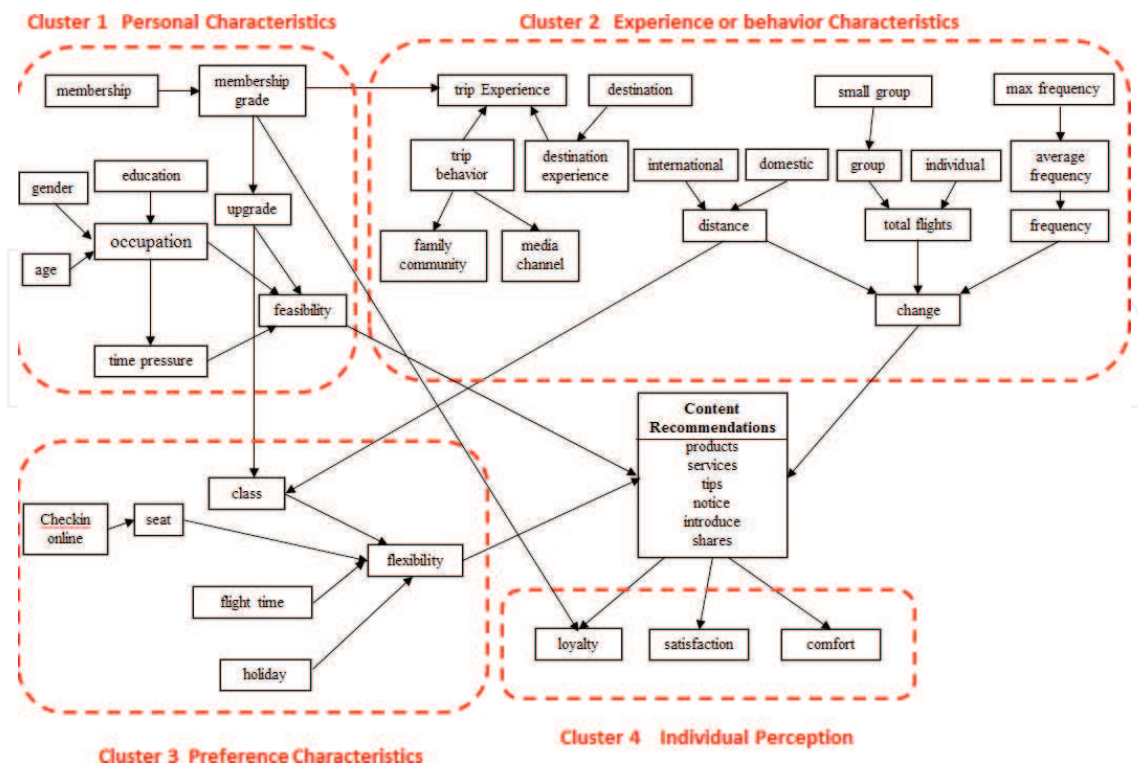 Cluster 1 Personal Characteristics
Cluster 2 Experience or behavior Characteristics
membership
membership
grade
trip Experience
destination
small group
max frequency
education
gender
occupation
age
upgrade
feasibility
time pressure
trip
behavior
destination
experience
family
community
media
channel
international
domestic
distance
group
individual
total flights
average
frequency
frequency
change
Content
Recommendations
products
services
tips
notice
introduce
shares
class
Checkin
online
seat
flexibility
flight time
holiday
loyalty
satisfaction
comfort
Cluster 3 Preference Characteristics
Cluster 4 Individual Perception